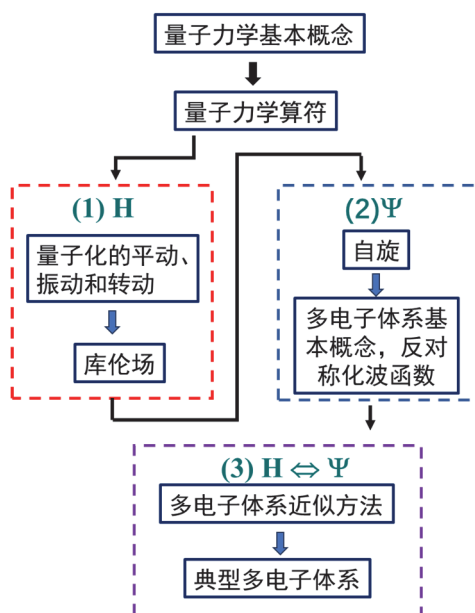 量子力学基本概念
量子力学算符
(1) H
量子化的平动、
振动和转动
库伦场
(2)Ψ
自旋
多电子体系基
本概念，反对
称化波函数
(3) H ⇔ Ψ
多电子体系近似方法
典型多电子体系